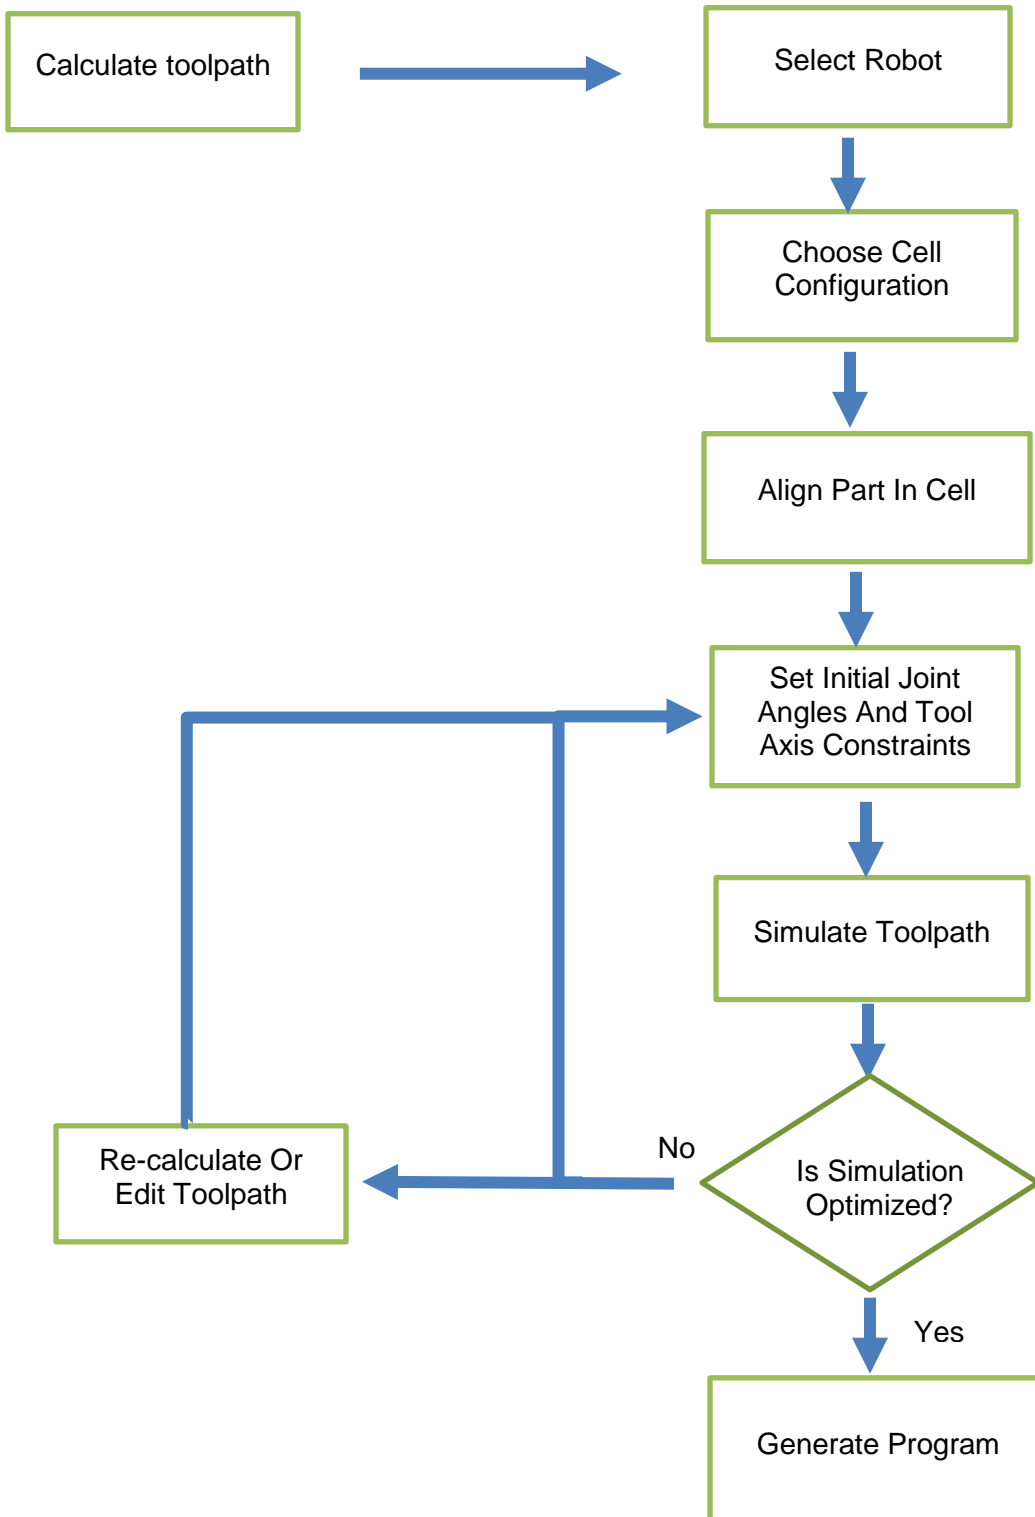 Calculate toolpath
Select Robot
Choose Cell
Configuration
Align Part In Cell
Set Initial Joint
Angles And Tool
Axis Constraints
Simulate Toolpath
No
Re-calculate Or
Edit Toolpath
Is Simulation
Optimized?
Yes
Generate Program